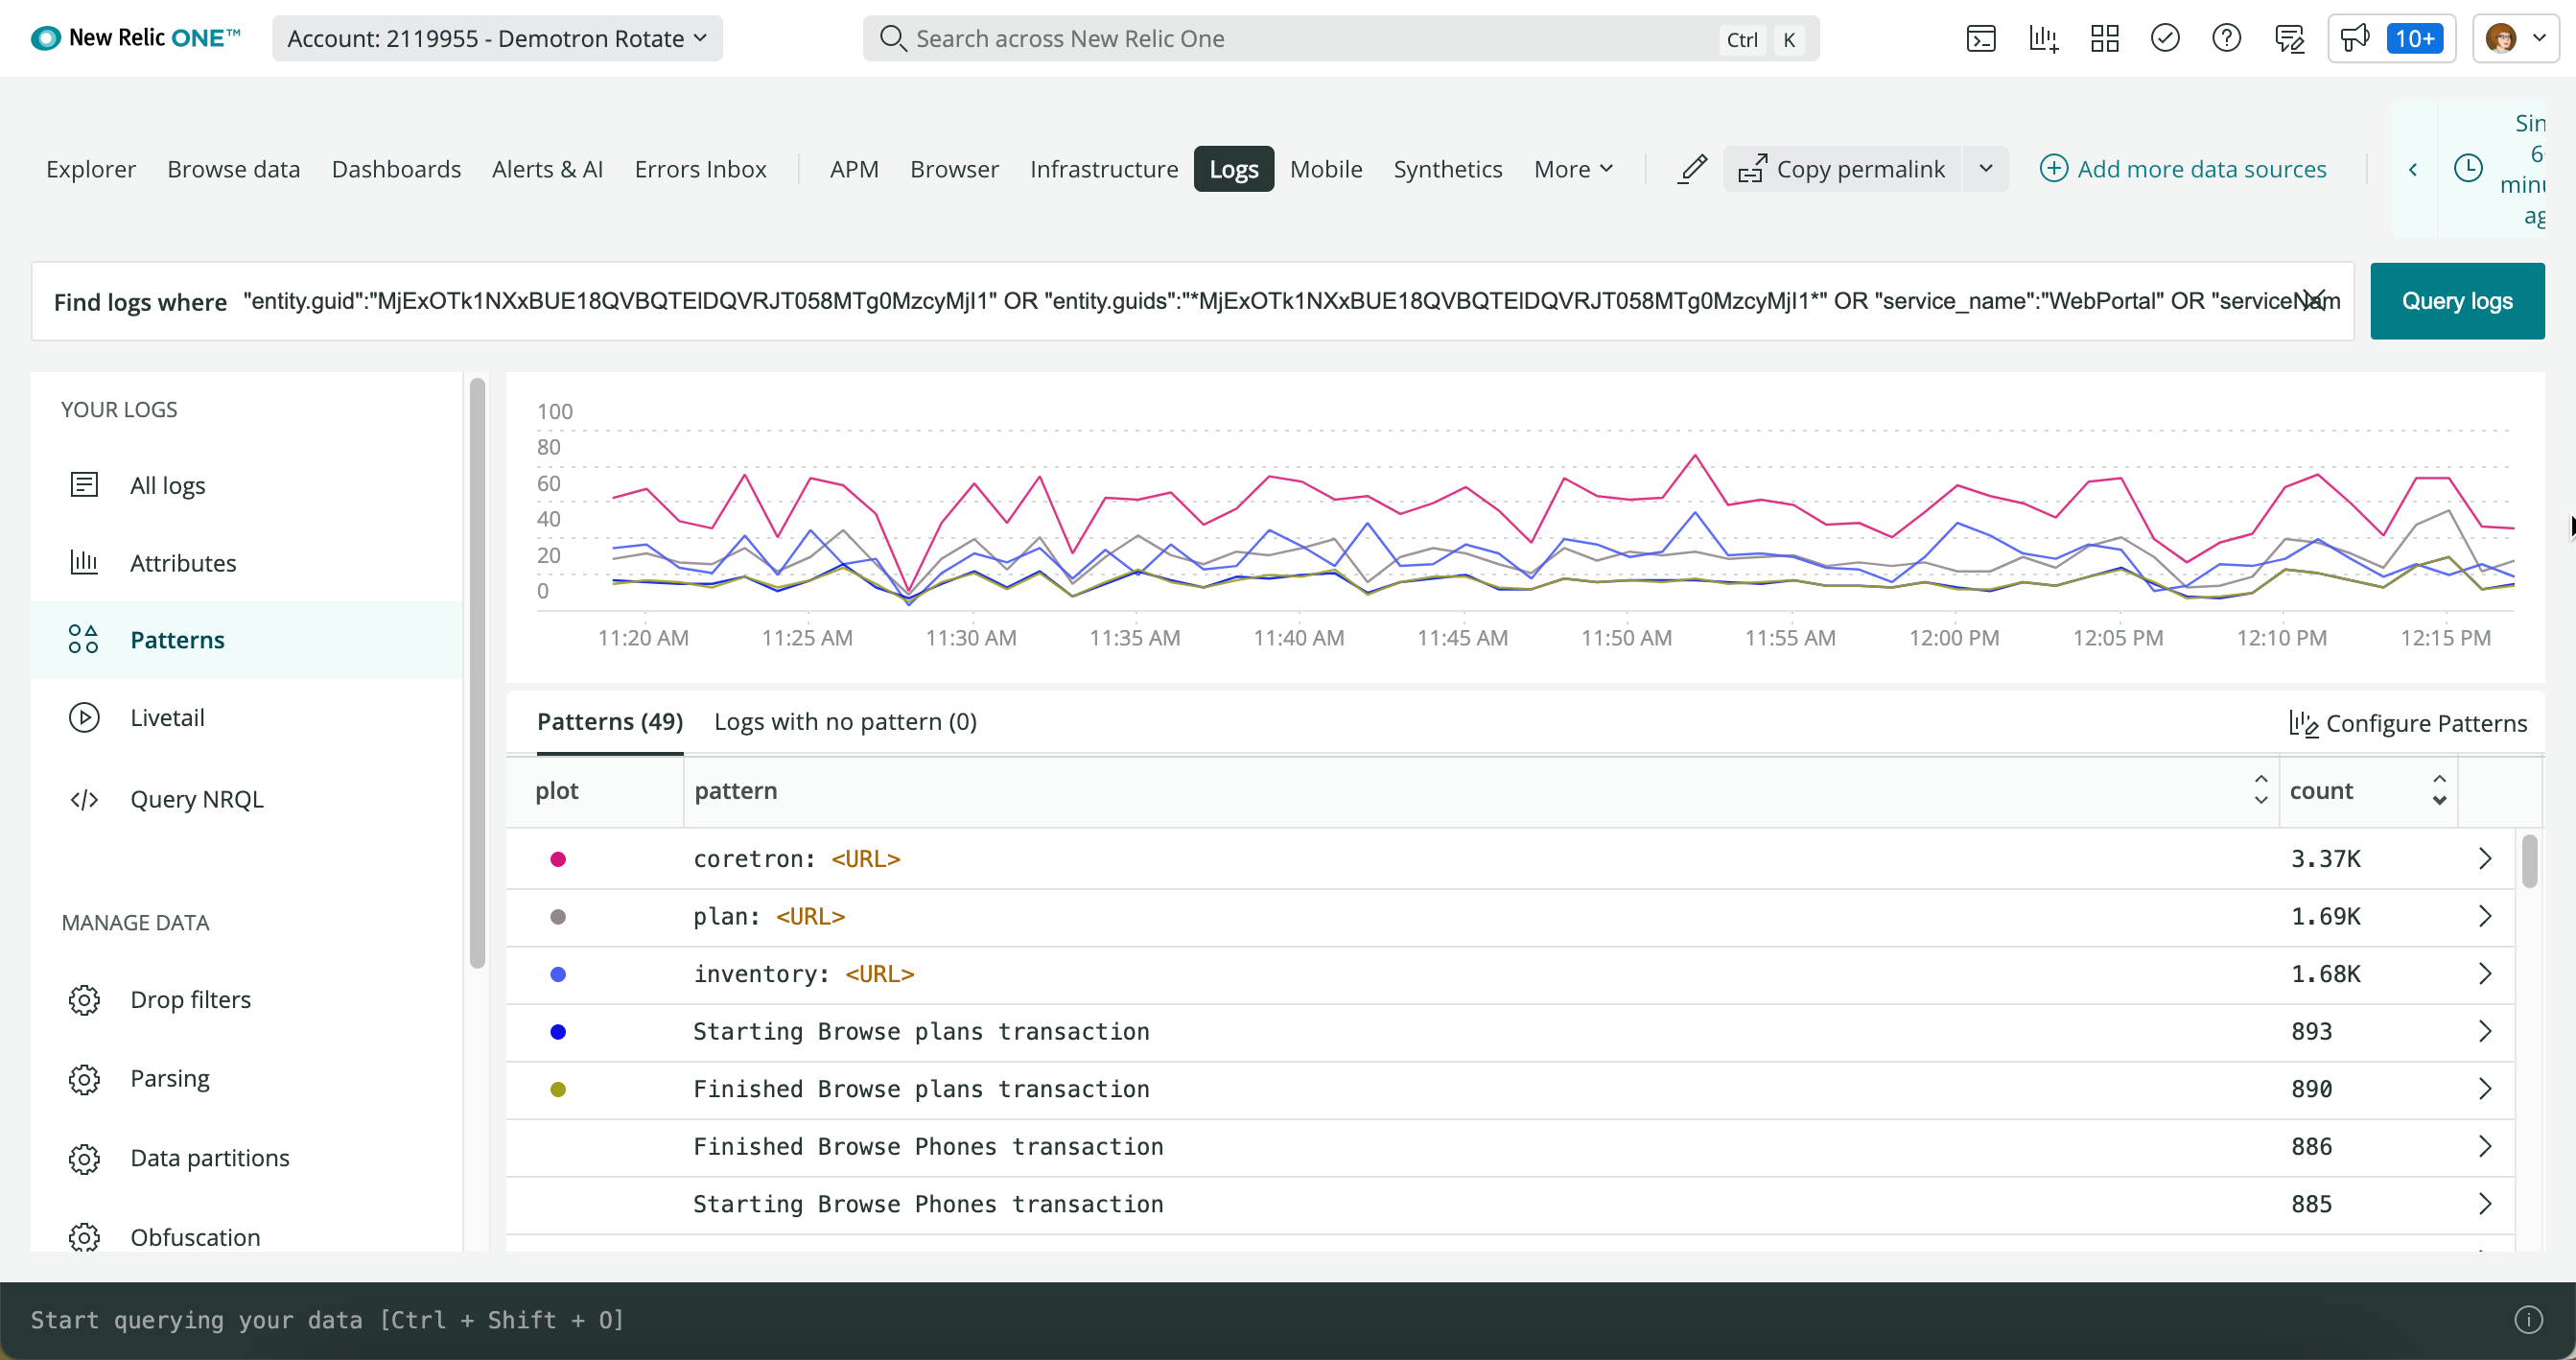 New Relic ONE™
Account: 2119955 - Demotron Rotate
Search across New Relic One
Ctrl K
10+
Explorer Browse data Dashboards Alerts & AI Errors Inbox APM Browser Infrastructure Logs Mobile Synthetics More Copy permalink Add more data sources
Sin
6
minu
ag
Find logs where "entity.guid":"MjExOTk1NXxBUE18QVBQTElDQVRJT058MTg0MzcyMjI1" OR "entity.guids":"*MjExOTk1NXxBUE18QVBQTElDQVRJT058MTg0MzcyMjI1*" OR "service_name":"WebPortal" OR "serviceNam
Query logs
YOUR LOGS
All logs
Attributes
Patterns
Livetail
Query NRQL
MANAGE DATA
Drop filters
Parsing
Data partitions
Obfuscation
100
80
60
40
20
0
11:20 AM 11:25 AM 11:30 AM 11:35 AM 11:40 AM 11:45 AM 11:50 AM 11:55 AM 12:00 PM 12:05 PM 12:10 PM 12:15 PM
Patterns (49) Logs with no pattern (0) Configure Patterns
plot pattern count
coretron: <URL> 3.37K
plan: <URL> 1.69K
inventory: <URL> 1.68K
Starting Browse plans transaction 893
Finished Browse plans transaction 890
Finished Browse Phones transaction 886
Starting Browse Phones transaction 885
Start querying your data [Ctrl + Shift + O]